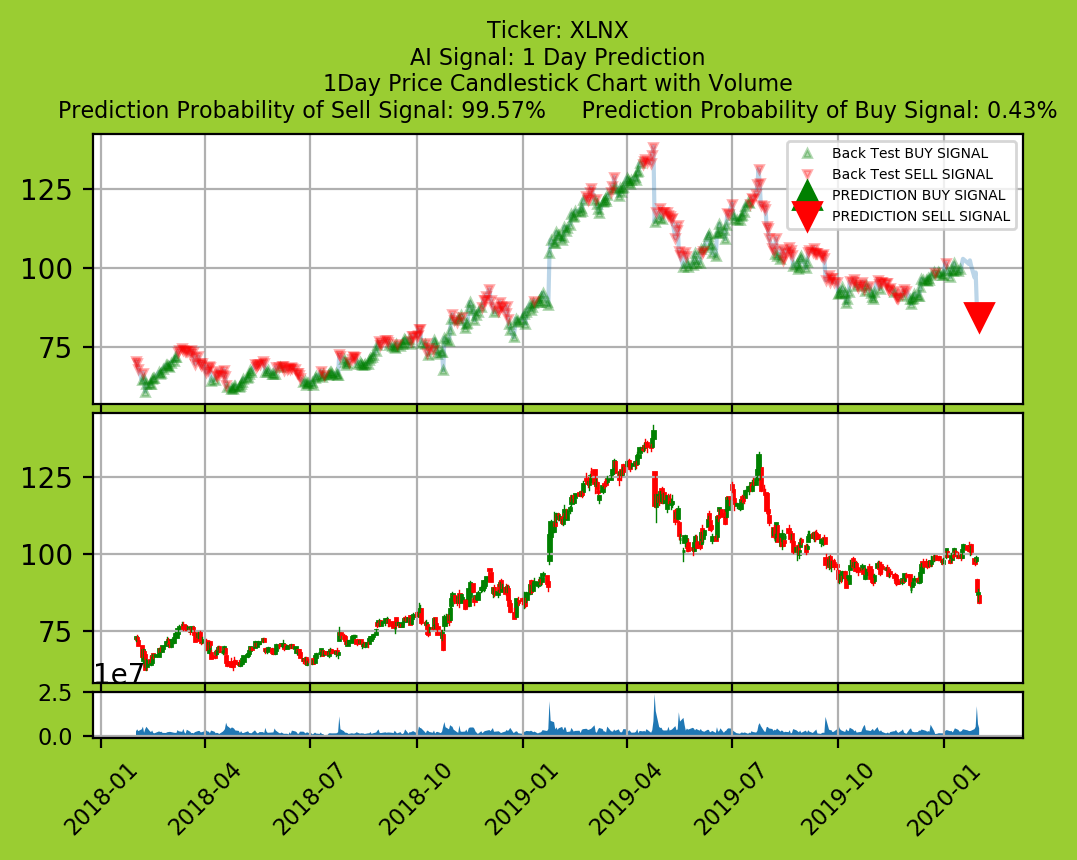 Ticker: XLNX
AI Signal: 1 Day Prediction
1Day Price Candlestick Chart with Volume
Prediction Probability of Sell Signal: 99.57% Prediction Probability of Buy Signal: 0.43%
Back Test BUY SIGNAL
Back Test SELL SIGNAL
PREDICTION BUY SIGNAL
PREDICTION SELL SIGNAL
125
100
75
125
100
75
1e7
2.5
0.0
2018-01
2018-04
2018-07
2018-10
2019-01
2019-04
2019-07
2019-10
2020-01